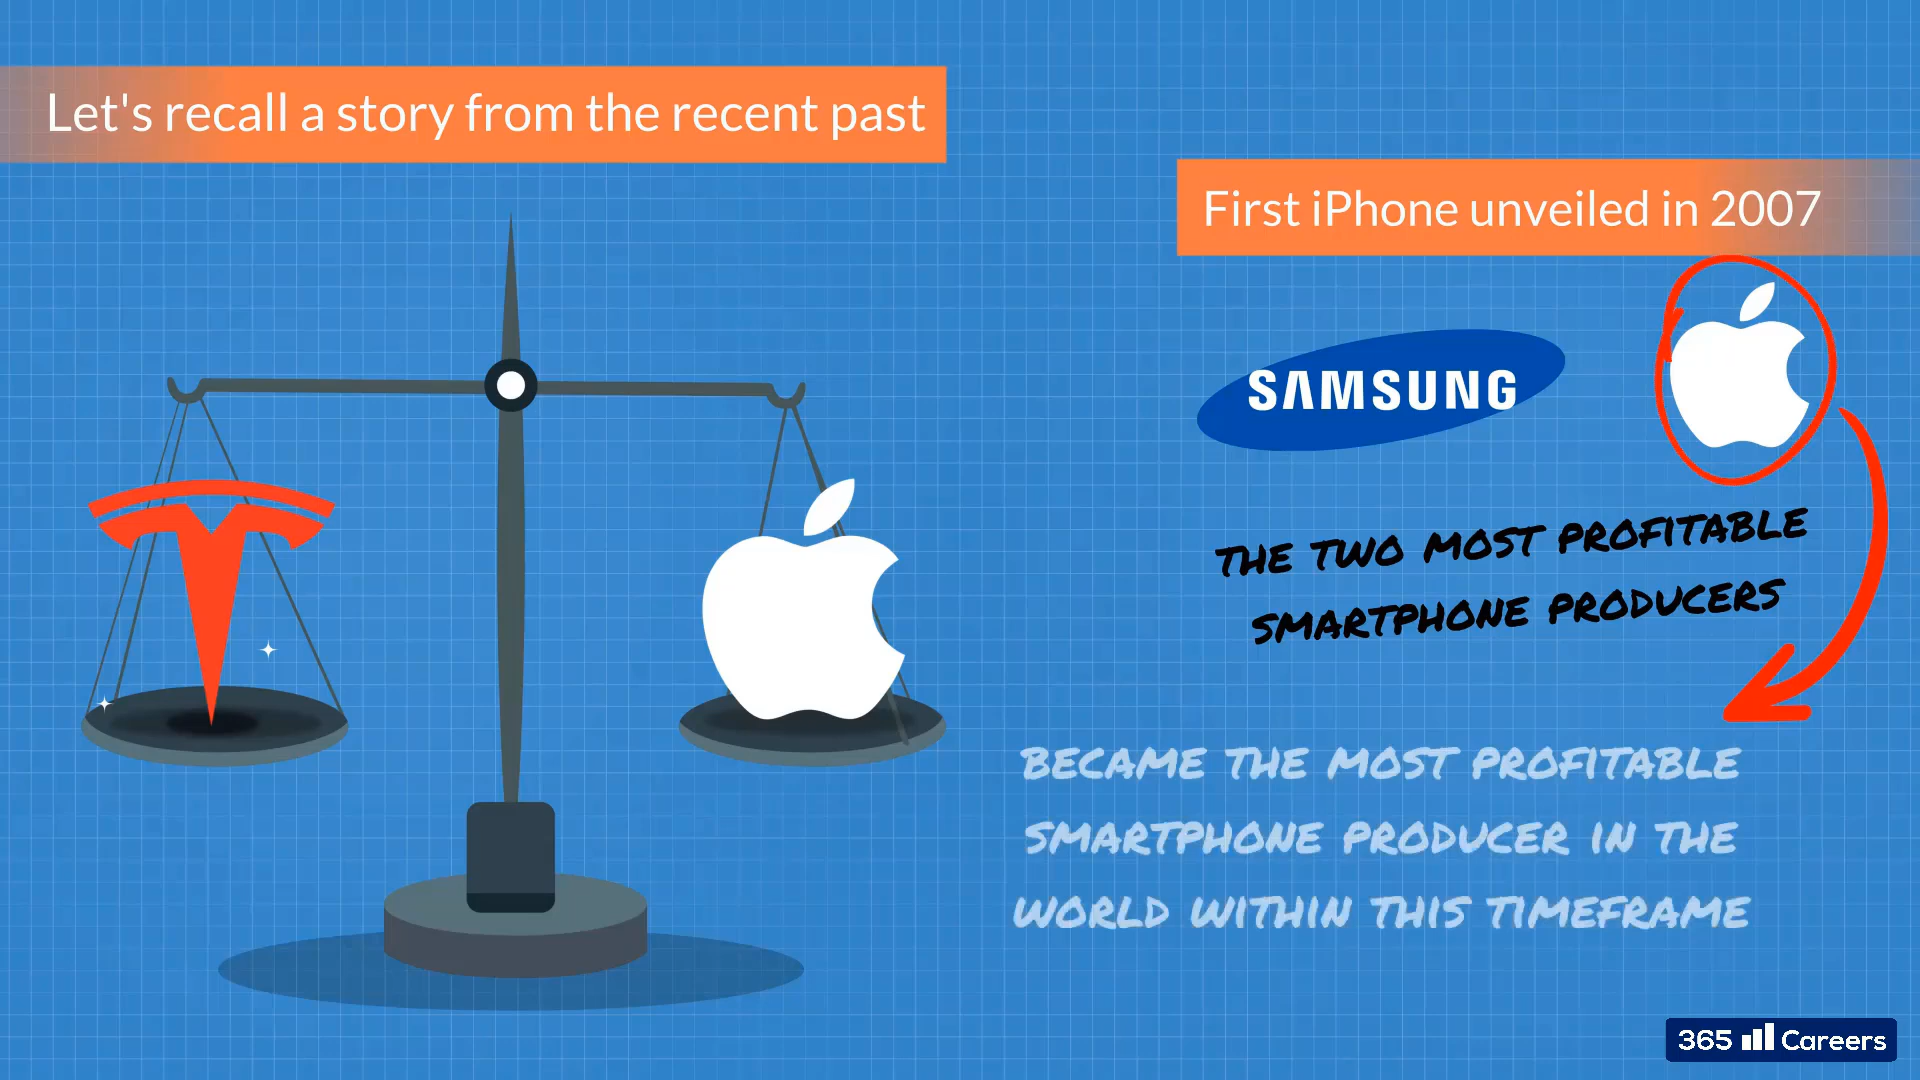 Let's recall a story from the recent past
First iPhone unveiled in 2007
SAMSUNG
THE TWO MOST PROFITABLE
SMARTPHONE PRODUCERS
BECAME THE MOST PROFITABLE
SMARTPHONE PRODUCER IN THE
WORLD WITHIN THIS TIMEFRAME
365 Careers